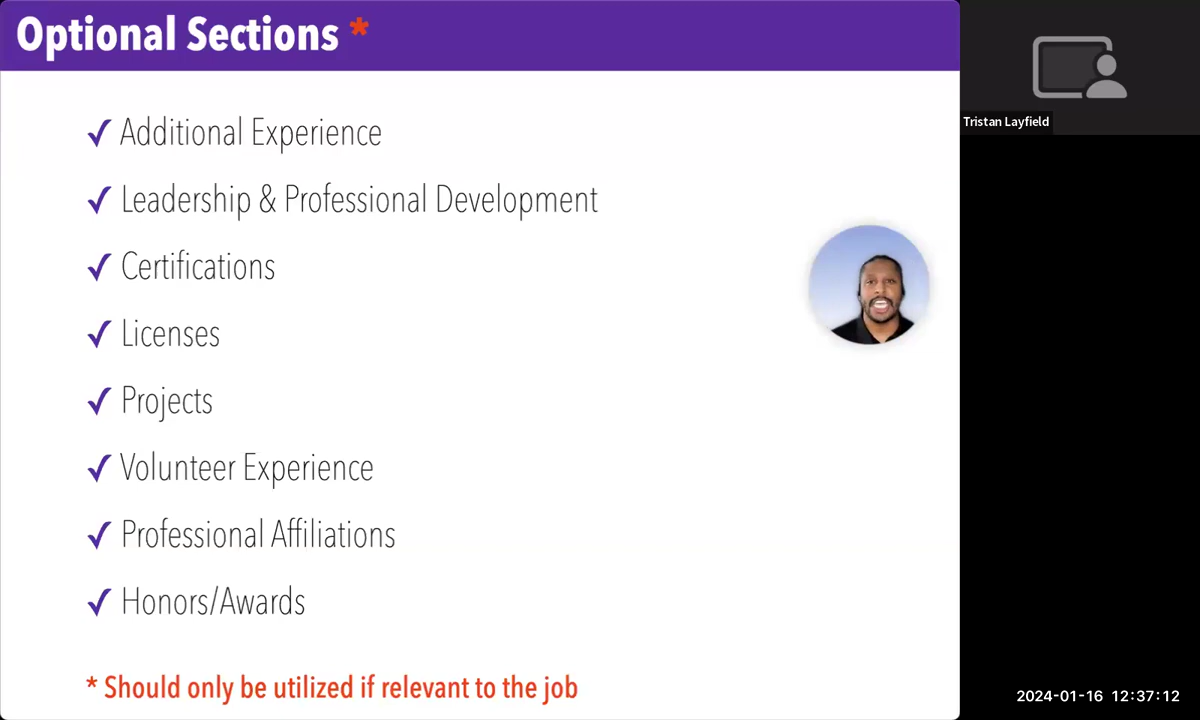 Optional Sections *
✓ Additional Experience
✓ Leadership & Professional Development
✓ Certifications
✓ Licenses
✓ Projects
✓ Volunteer Experience
✓ Professional Affiliations
✓ Honors/Awards
* Should only be utilized if relevant to the job
Tristan Layfield
2024-01-16 12:37:12